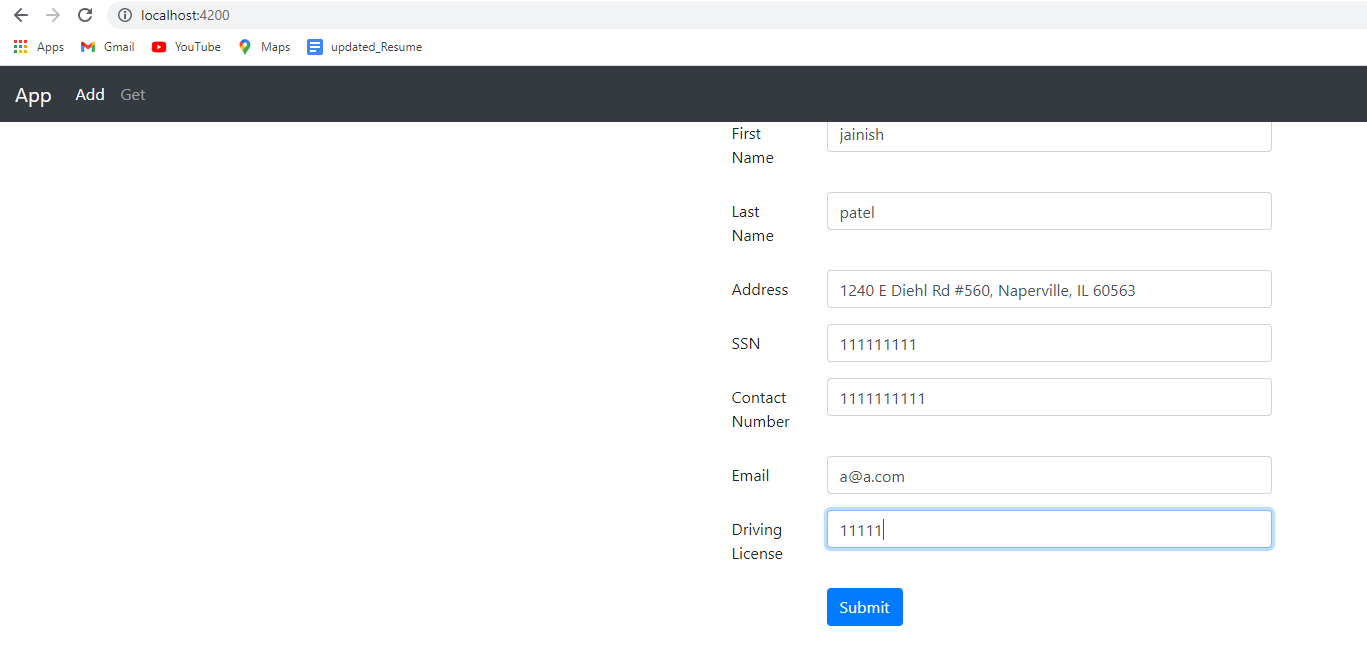 localhost:4200
Apps Gmail YouTube Maps updated_Resume
App Add Get
First Name jainish
Last Name patel
Address 1240 E Diehl Rd #560, Naperville, IL 60563
SSN 111111111
Contact Number 1111111111
Email a@a.com
Driving License 11111
Submit